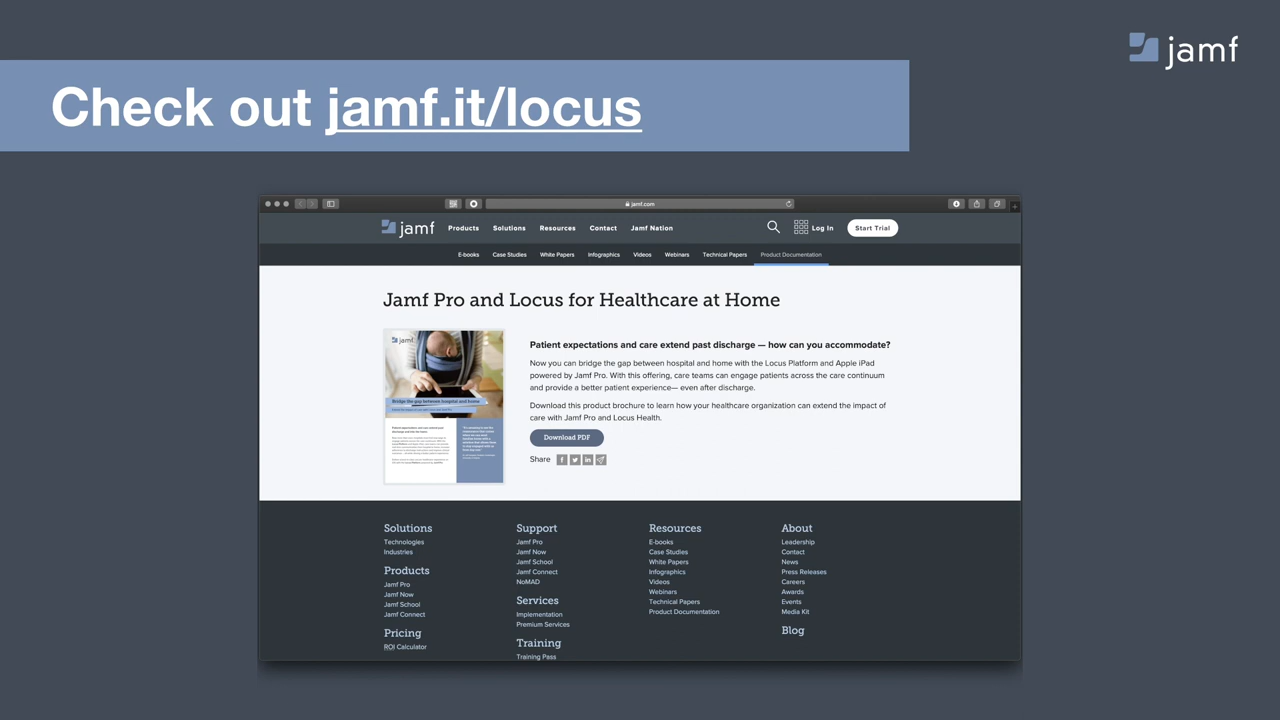 jamf
Check out jamf.it/locus
jamf.com
jamf
Products
Solutions
Resources
Contact
Jamf Nation
Log In
Start Trial
E-books
Case Studies
White Papers
Infographics
Videos
Webinars
Technical Papers
Product Documentation
Jamf Pro and Locus for Healthcare at Home
jamf
Bridge the gap between hospital and home
Patient expectations and care extend past discharge — how can you accommodate?
Now you can bridge the gap between hospital and home with the Locus Platform and Apple iPad
powered by Jamf Pro. With this offering, care teams can engage patients across the care continuum
and provide a better patient experience— even after discharge.
Download this product brochure to learn how your healthcare organization can extend the impact of
care with Jamf Pro and Locus Health.
Download PDF
Share
Solutions
Technologies
Industries
Products
Jamf Pro
Jamf Now
Jamf School
Jamf Connect
Pricing
ROI Calculator
Support
Jamf Pro
Jamf Now
Jamf School
Jamf Connect
NoMAD
Services
Implementation
Premium Services
Training
Training Pass
Resources
E-books
Case Studies
White Papers
Infographics
Videos
Webinars
Technical Papers
Product Documentation
About
Leadership
Contact
News
Press Releases
Careers
Awards
Events
Media Kit
Blog